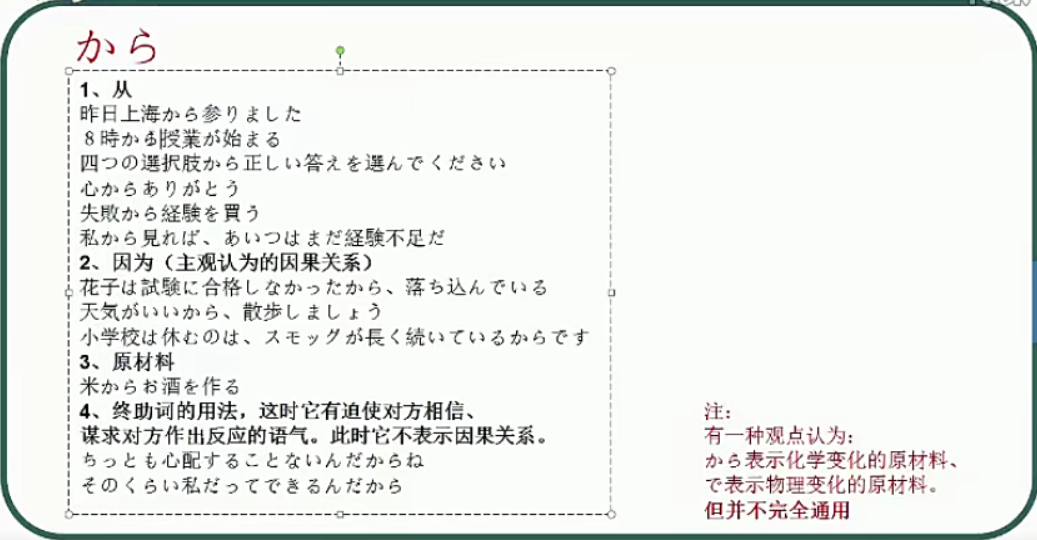 から
1、从
昨日上海から参りました
８時から授業が始まる
四つの選択肢から正しい答えを選んでください
心からありがとう
失敗から経験を買う
私から見れば、あいつはまだ経験不足だ
2、因为（主观认为的因果关系）
花子は試験に合格しなかったから、落ち込んでいる
天気がいいから、散歩しましょう
小学校は休むのは、スモッグが長く続いているからです
3、原材料
米からお酒を作る
4、终助词的用法，这时它有迫使对方相信、
谋求对方作出反应的语气。此时它不表示因果关系。
ちっとも心配することないんだからね
そのくらい私だってできるんだから
注：
有一种观点认为：
から表示化学变化的原材料、
で表示物理变化的原材料。
但并不完全通用